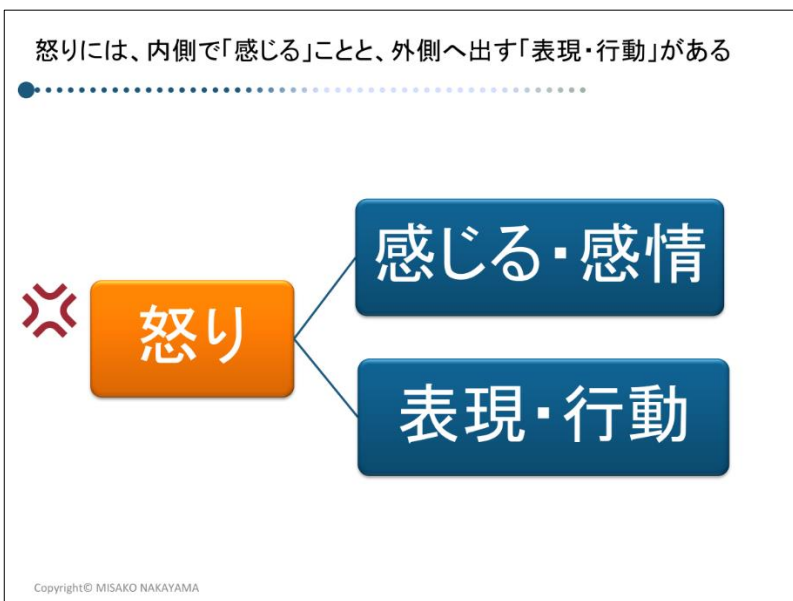 怒りには、内側で「感じる」ことと、外側へ出す「表現・行動」がある
感じる・感情
怒り
表現・行動
Copyright© MISAKO NAKAYAMA